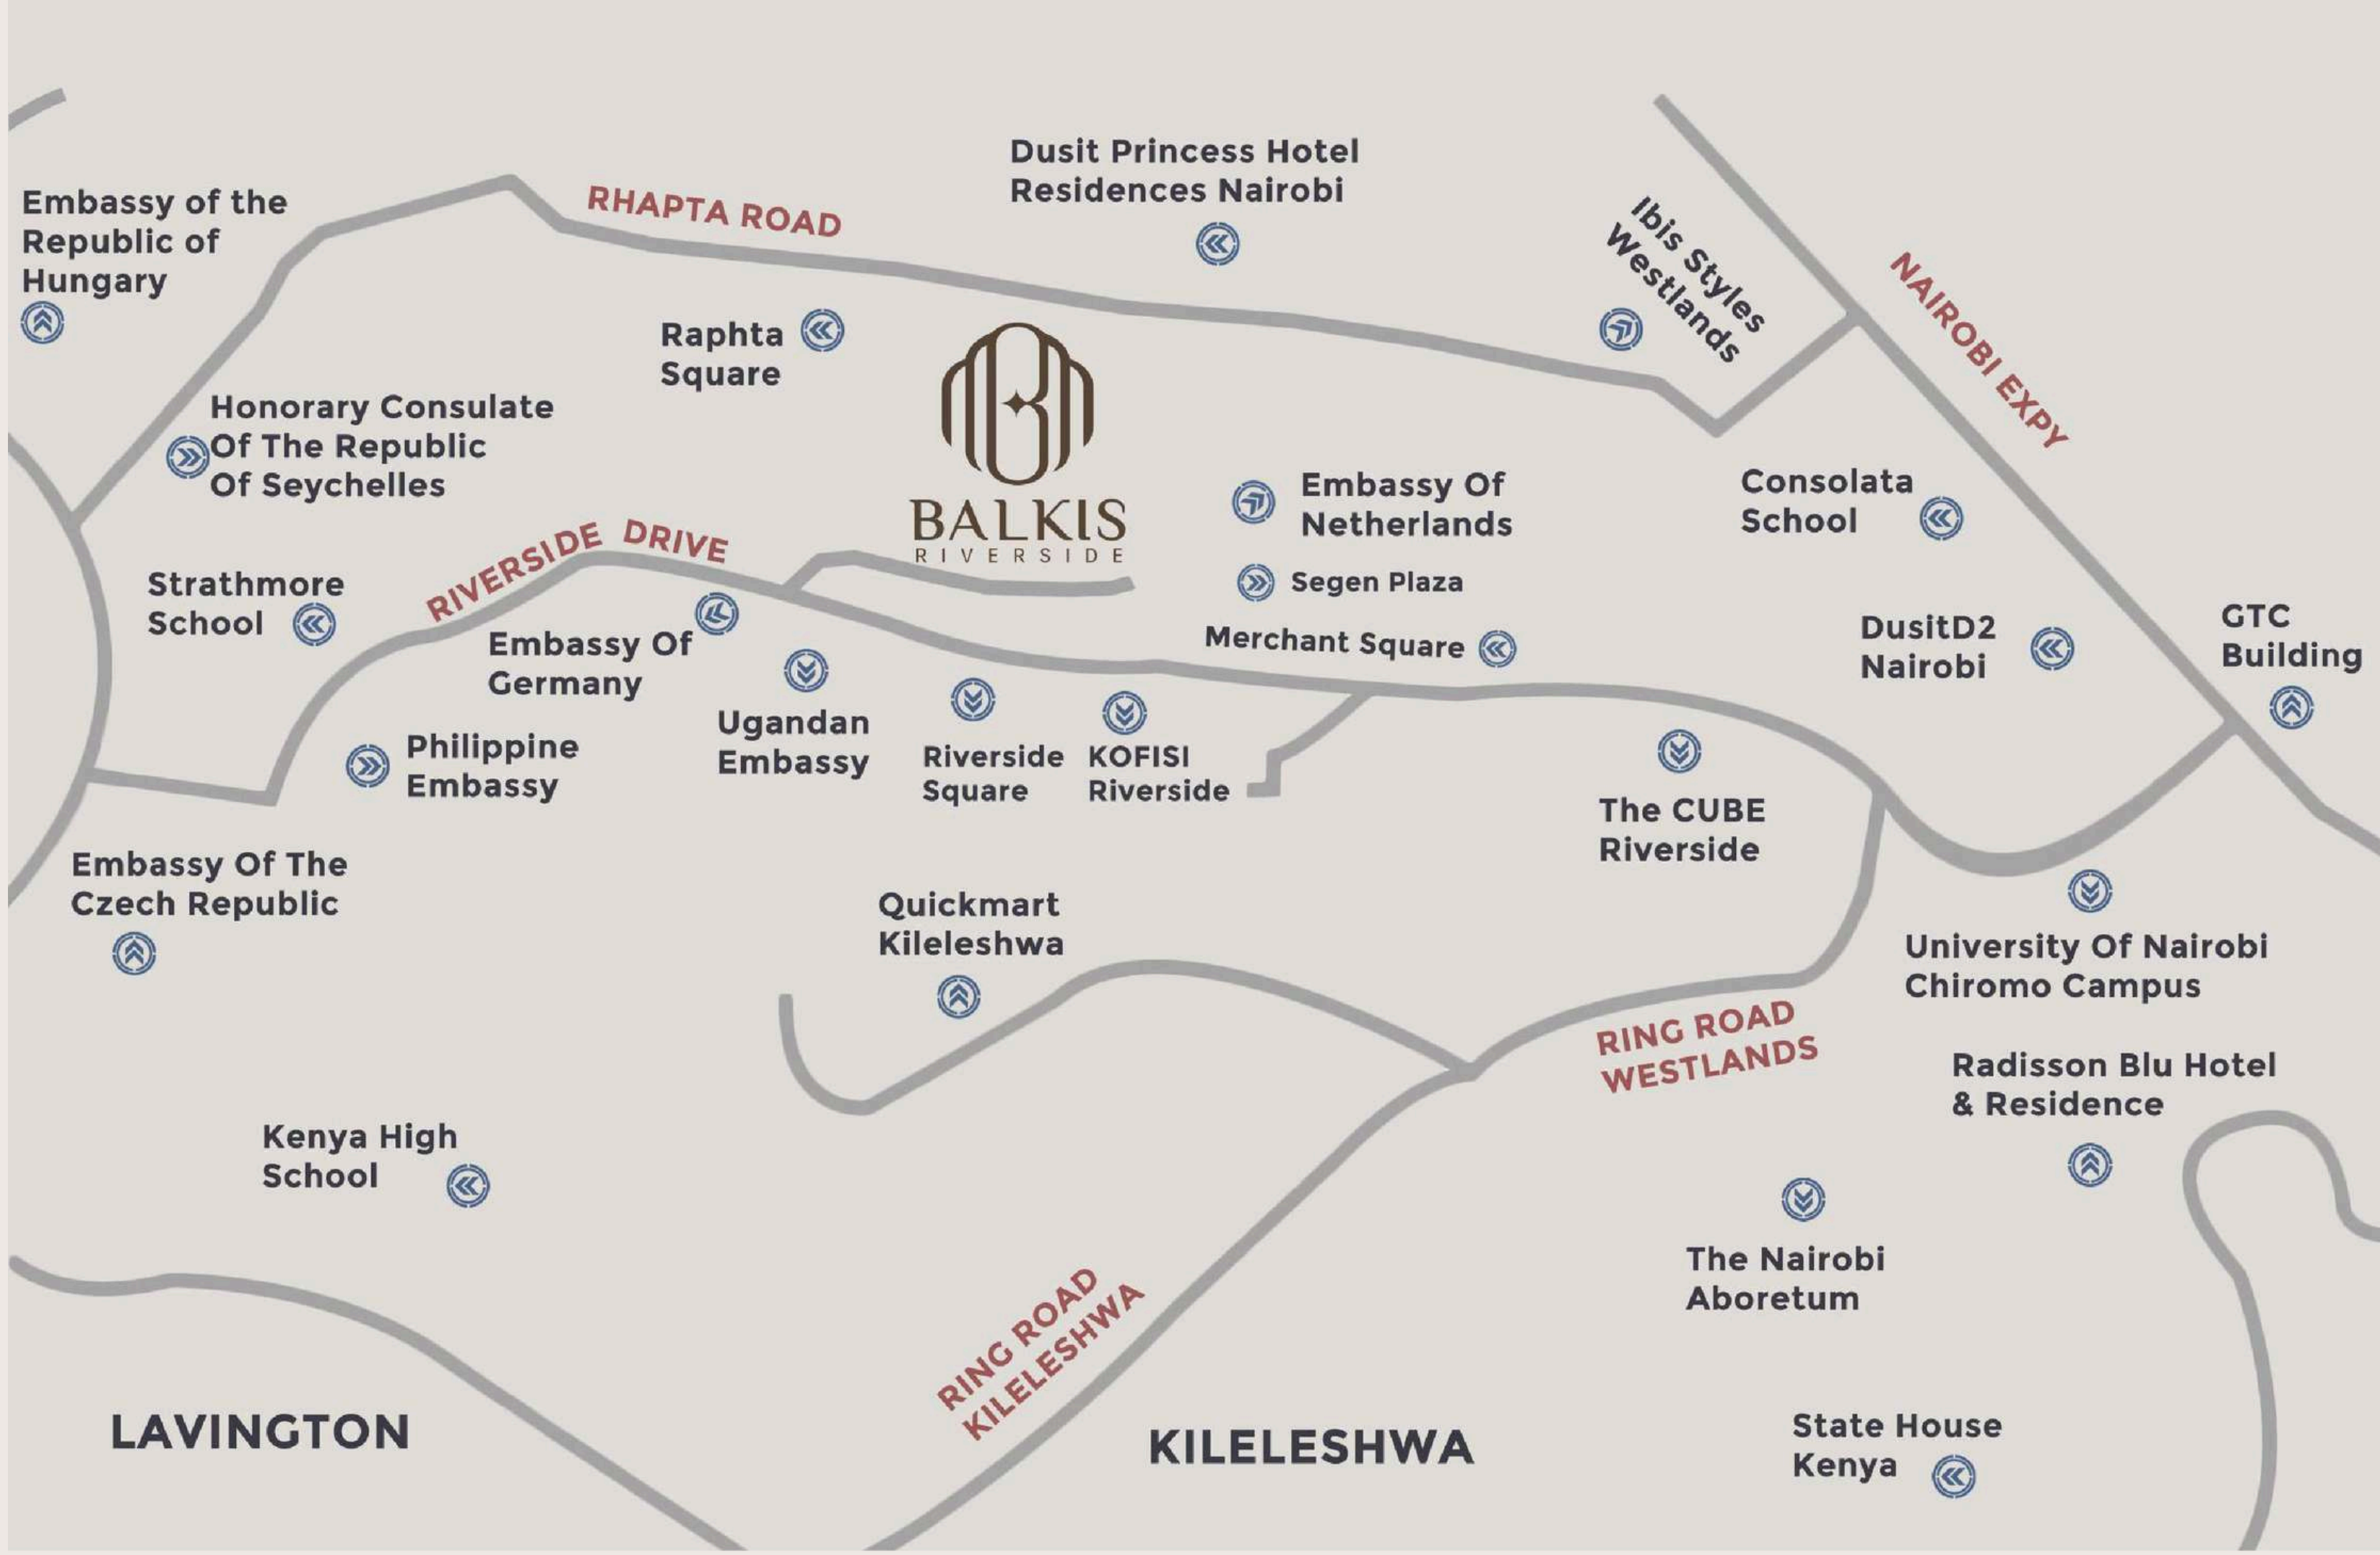 Dusit Princess Hotel
Residences Nairobi
Embassy of the
Republic of
Hungary
RHAPTA ROAD
Ibis Styles
Westlands
NAIROBI EXPY
Raphta
Square
Honorary Consulate
Of The Republic
Of Seychelles
BALKIS
RIVERSIDE
Embassy Of
Netherlands
Consolata
School
RIVERSIDE DRIVE
Segen Plaza
Strathmore
School
Merchant Square
DusitD2
Nairobi
GTC
Building
Embassy Of
Germany
Ugandan
Embassy
Riverside
Square
KOFISI
Riverside
Philippine
Embassy
The CUBE
Riverside
Embassy Of The
Czech Republic
Quickmart
Kileleshwa
University Of Nairobi
Chiromo Campus
RING ROAD
WESTLANDS
Radisson Blu Hotel
& Residence
Kenya High
School
The Nairobi
Aboretum
RING ROAD
KILELESHWA
LAVINGTON
KILELESHWA
State House
Kenya